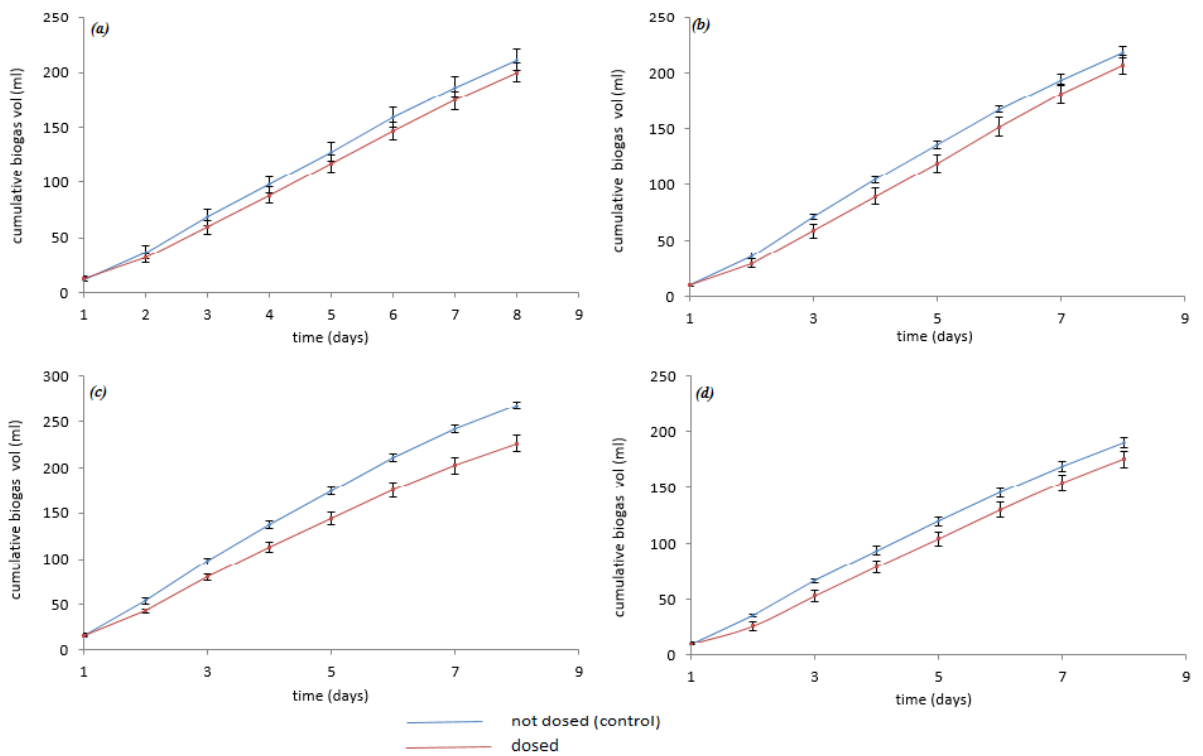 (a)
cumulative biogas vol (ml)
250
200
150
100
50
0
1 2 3 4 5 6 7 8 9
time (days)
(b)
cumulative biogas vol (ml)
250
200
150
100
50
0
1 3 5 7 9
time (days)
(c)
cumulative biogas vol (ml)
300
250
200
150
100
50
0
1 3 5 7 9
time (days)
(d)
cumulative biogas vol (ml)
250
200
150
100
50
0
1 3 5 7 9
time (days)
not dosed (control)
dosed